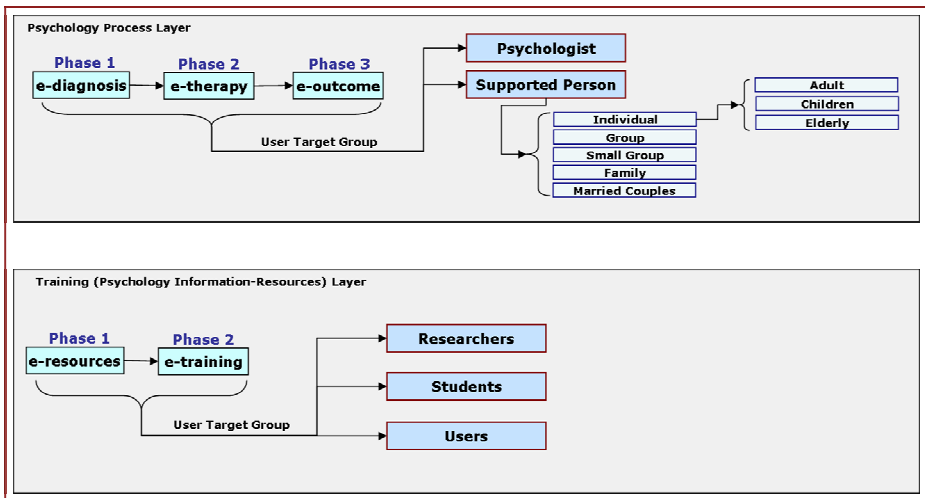 Psychology Process Layer
Phase 1
Phase 2
Phase 3
e-diagnosis
e-therapy
e-outcome
User Target Group
Psychologist
Supported Person
Individual
Group
Small Group
Family
Married Couples
Adult
Children
Elderly
Training (Psychology Information-Resources) Layer
Phase 1
Phase 2
e-resources
e-training
User Target Group
Researchers
Students
Users